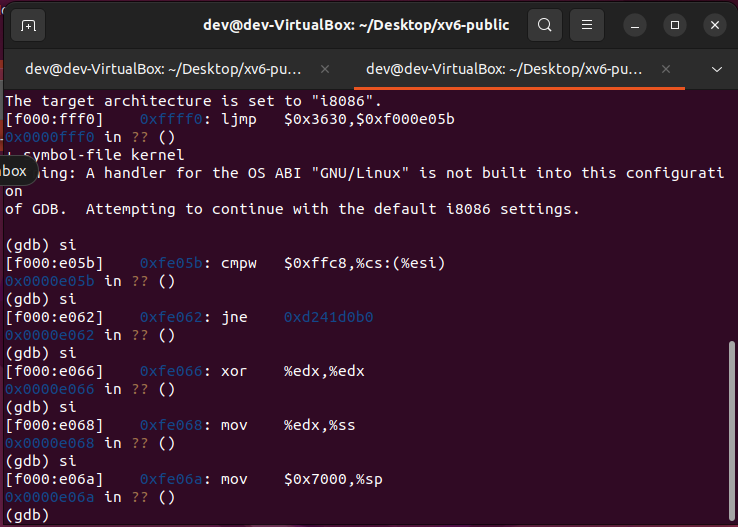 dev@dev-VirtualBox: ~/Desktop/xv6-public
dev@dev-VirtualBox: ~/Desktop/xv6-pu... × dev@dev-VirtualBox: ~/Desktop/xv6-pu... ×
The target architecture is set to "i8086".
[f000:fff0]    0xffff0: ljmp   $0x3630,$0xf000e05b
0x0000fff0 in ?? ()
+ symbol-file kernel
box
ning: A handler for the OS ABI "GNU/Linux" is not built into this configurati
on
of GDB.  Attempting to continue with the default i8086 settings.
(gdb) si
[f000:e05b]    0xfe05b: cmpw   $0xffc8,%cs:(%esi)
0x0000e05b in ?? ()
(gdb) si
[f000:e062]    0xfe062: jne    0xd241d0b0
0x0000e062 in ?? ()
(gdb) si
[f000:e066]    0xfe066: xor    %edx,%edx
0x0000e066 in ?? ()
(gdb) si
[f000:e068]    0xfe068: mov    %edx,%ss
0x0000e068 in ?? ()
(gdb) si
[f000:e06a]    0xfe06a: mov    $0x7000,%sp
0x0000e06a in ?? ()
(gdb)